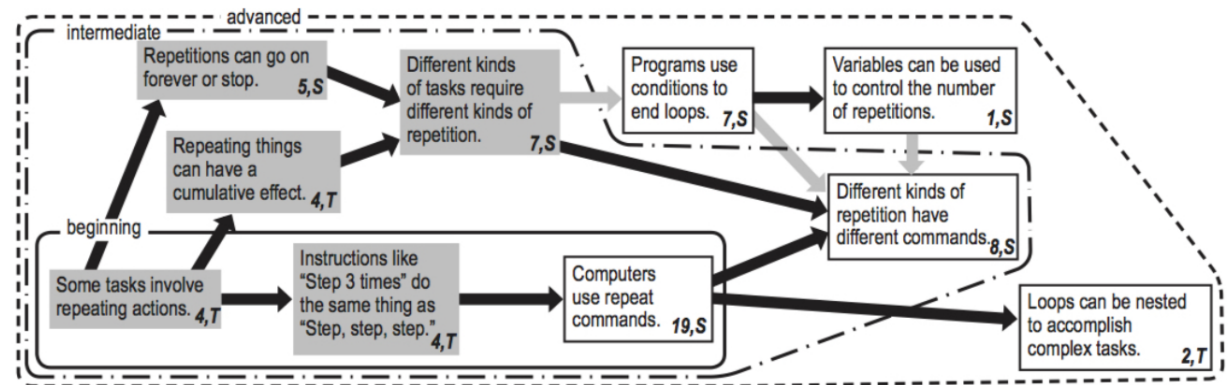 advanced
intermediate
Repetitions can go on
forever or stop.
5,S
Different kinds
of tasks require
different kinds of
repetition.
7,S
Programs use
conditions to
end loops.
7,S
Variables can be used
to control the number
of repetitions.
1,S
Repeating things
can have a
cumulative effect.
4,T
Different kinds of
repetition have
different commands.
8,S
beginning
Some tasks involve
repeating actions.
4,T
Instructions like
“Step 3 times” do
the same thing as
“Step, step, step.”
4,T
Computers
use repeat
commands.
19,S
Loops can be nested
to accomplish
complex tasks.
2,T